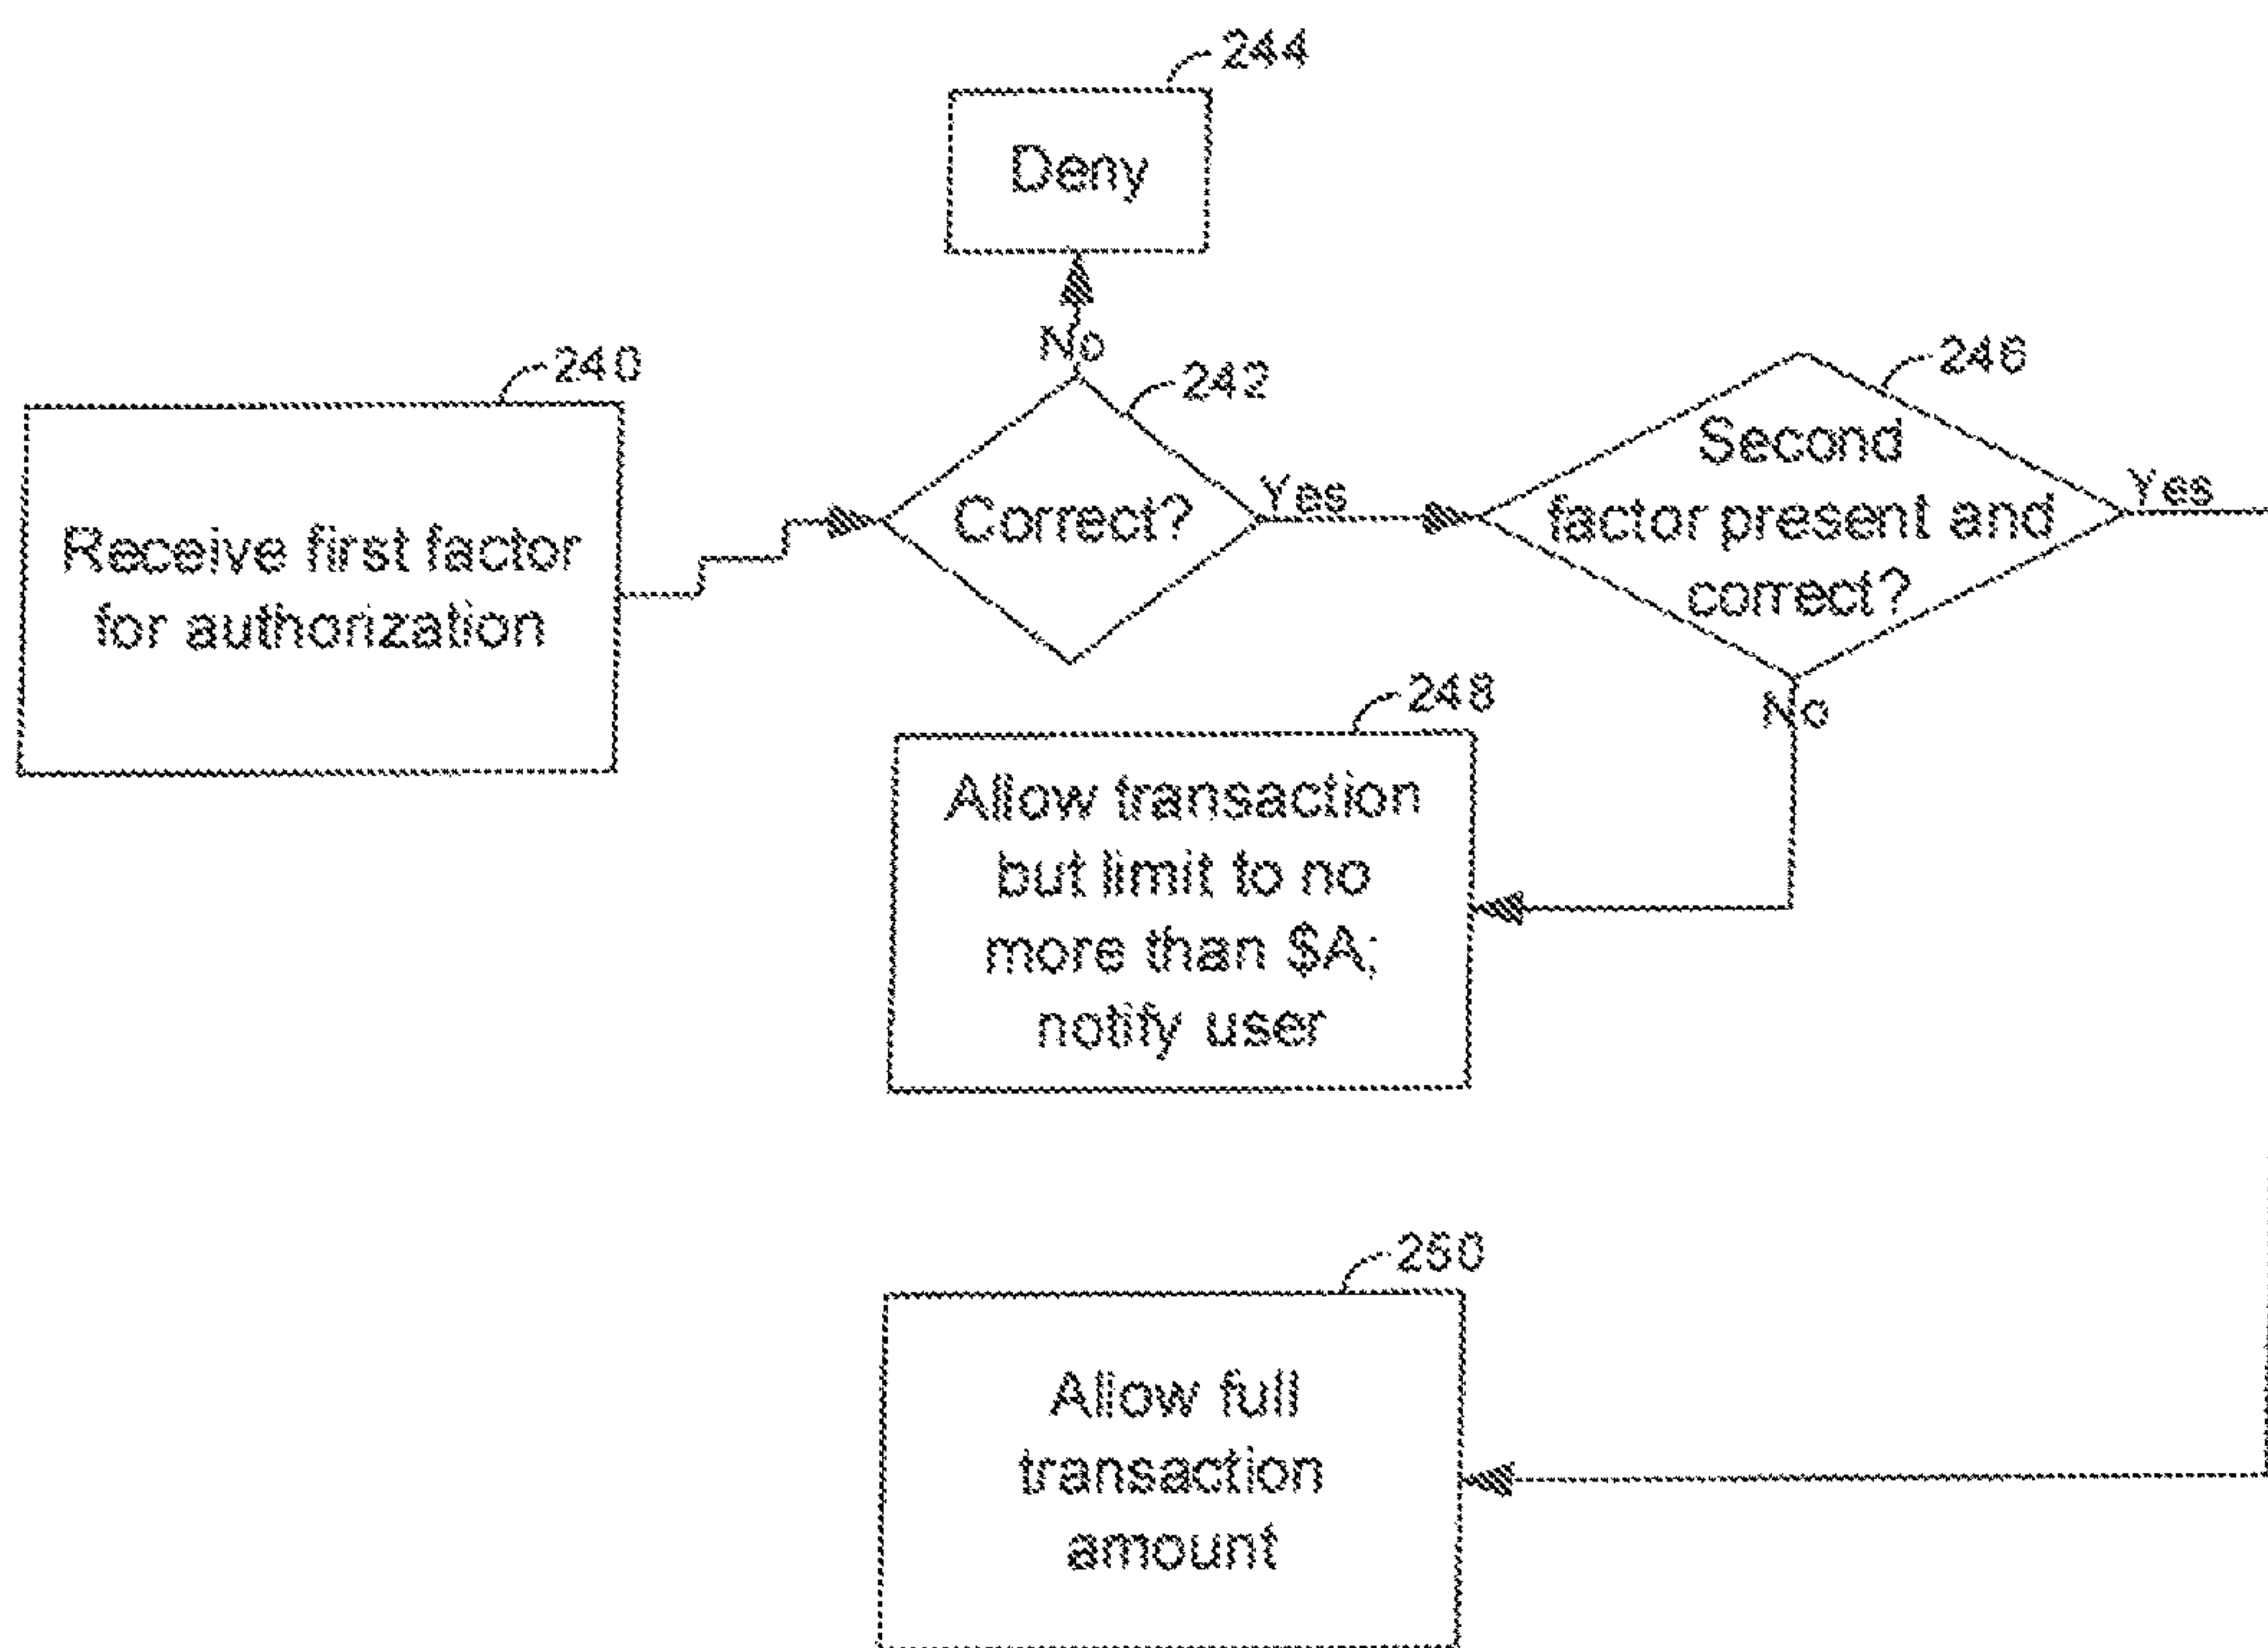 244
Deny
No
240
242
246
Receive first factor
for authorization
Correct?
Yes
Second
factor present and
correct?
Yes
No
248
Allow transaction
but limit to no
more than $A;
notify user
250
Allow full
transaction
amount